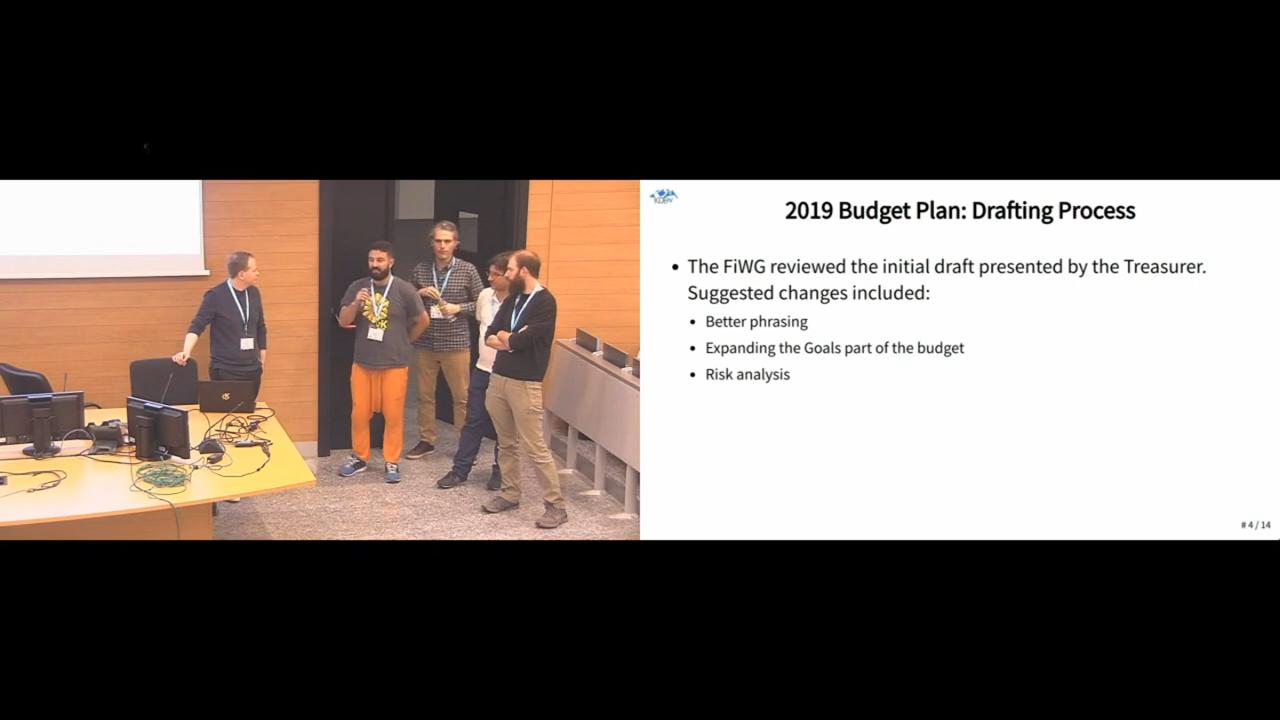 KDE e.V.
2019 Budget Plan: Drafting Process
• The FiWG reviewed the initial draft presented by the Treasurer.
Suggested changes included:
• Better phrasing
• Expanding the Goals part of the budget
• Risk analysis
# 4 / 14